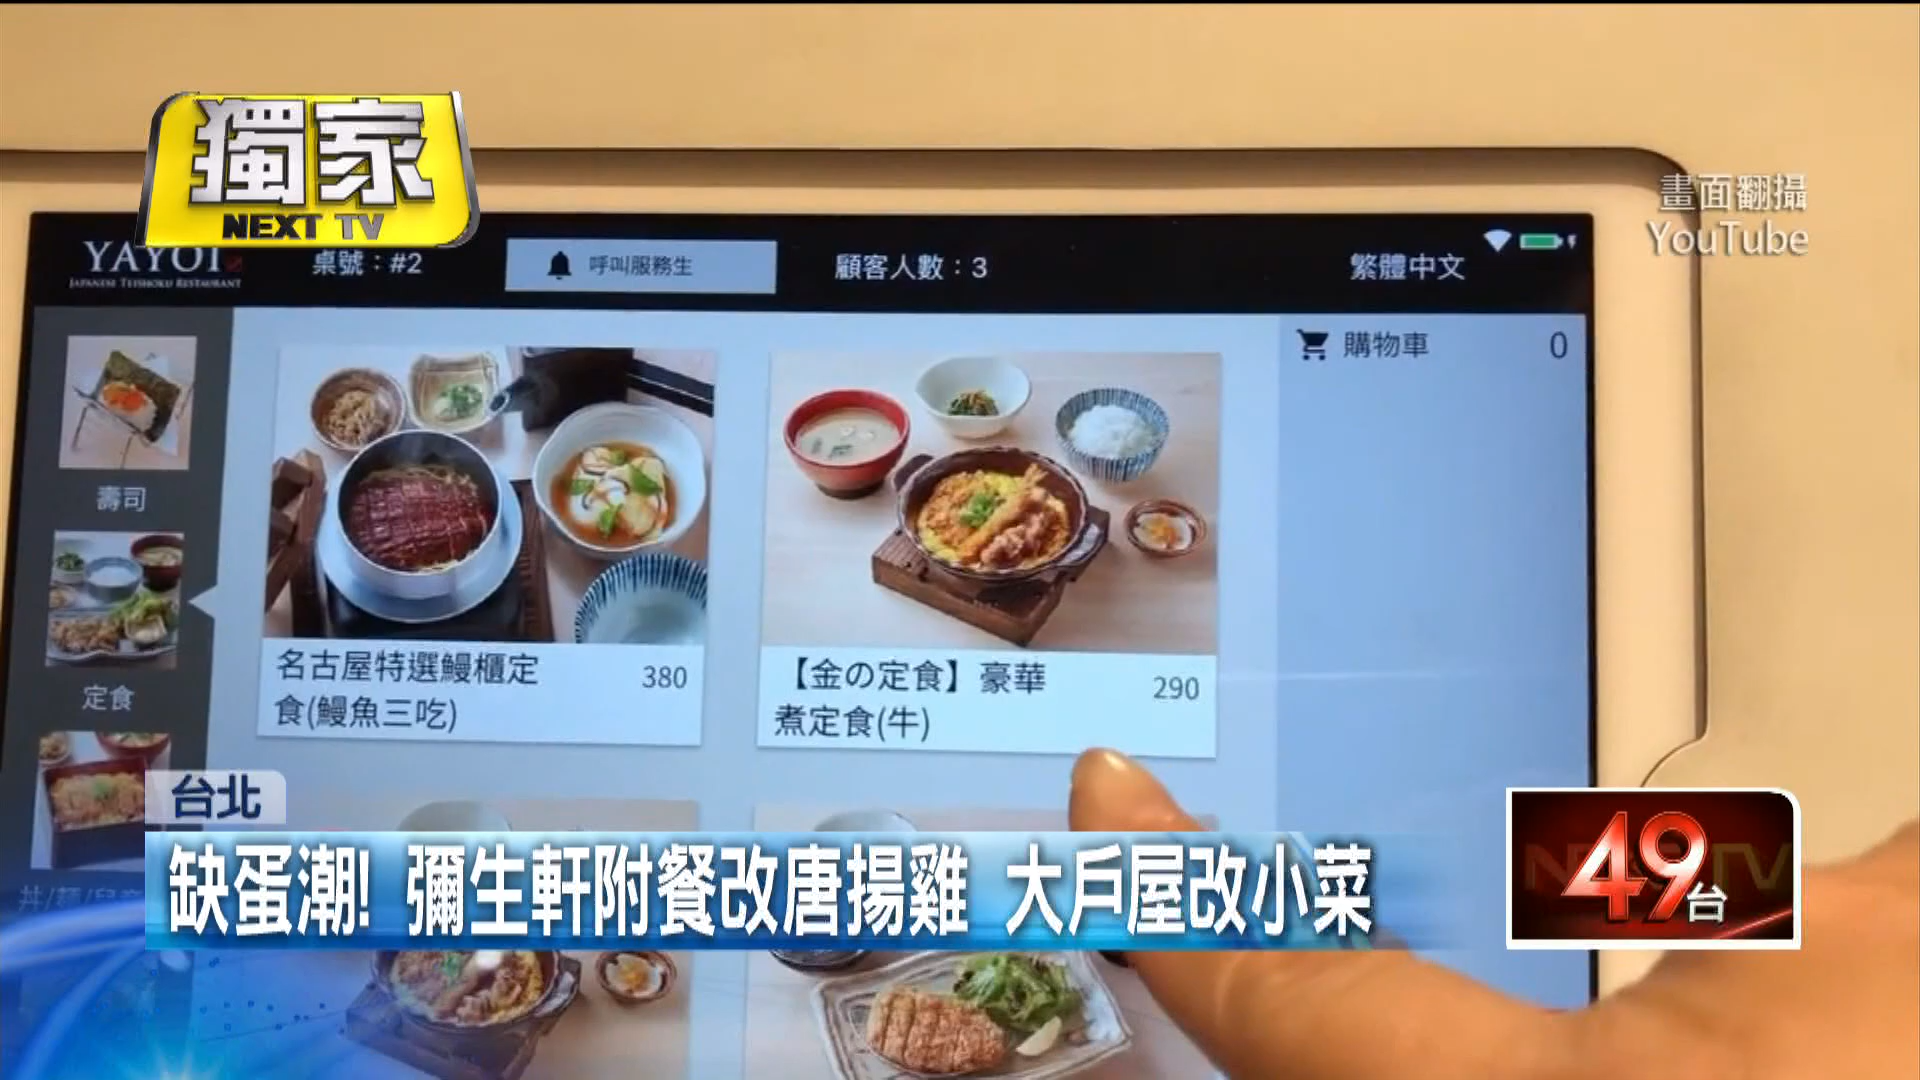 獨家
NEXT TV
畫面翻攝
YouTube
YAYOI
JAPANESE TEISHOKU RESTAURANT
桌號：#2
呼叫服務生
顧客人數：3
繁體中文
購物車 0
壽司
定食
名古屋特選鰻櫃定
食(鰻魚三吃)
380
【金の定食】豪華
煮定食(牛)
290
台北
缺蛋潮! 彌生軒附餐改唐揚雞 大戶屋改小菜
49台